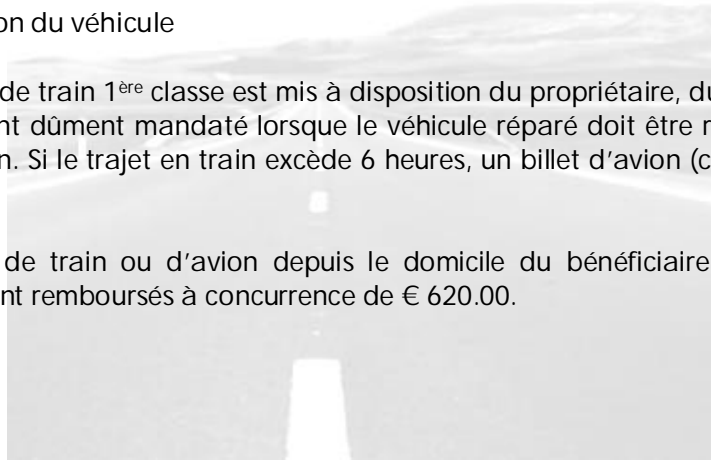 on du véhicule
de train 1ère classe est mis à disposition du propriétaire, du
nt dûment mandaté lorsque le véhicule réparé doit être r
n. Si le trajet en train excède 6 heures, un billet d'avion (c
de train ou d'avion depuis le domicile du bénéficiaire
nt remboursés à concurrence de € 620.00.